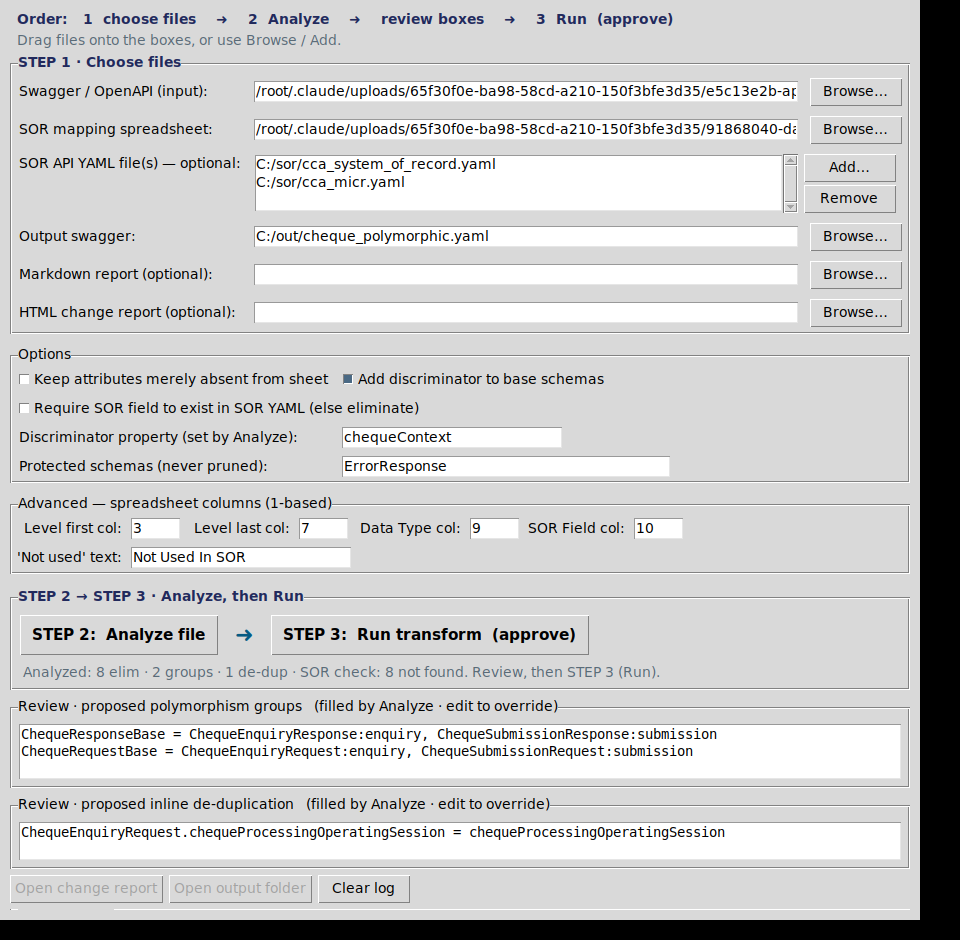 Order: 1 choose files → 2 Analyze → review boxes → 3 Run (approve)
Drag files onto the boxes, or use Browse / Add.
STEP 1 · Choose files
Swagger / OpenAPI (input): /root/.claude/uploads/65f30f0e-ba98-58cd-a210-150f3bfe3d35/e5c13e2b-ap Browse...
SOR mapping spreadsheet: /root/.claude/uploads/65f30f0e-ba98-58cd-a210-150f3bfe3d35/91868040-da Browse...
SOR API YAML file(s) — optional: C:/sor/cca_system_of_record.yaml Add...
C:/sor/cca_micr.yaml
Remove
Output swagger: C:/out/cheque_polymorphic.yaml Browse...
Markdown report (optional): Browse...
HTML change report (optional): Browse...
Options
Keep attributes merely absent from sheet Add discriminator to base schemas
Require SOR field to exist in SOR YAML (else eliminate)
Discriminator property (set by Analyze): chequeContext
Protected schemas (never pruned): ErrorResponse
Advanced — spreadsheet columns (1-based)
Level first col: 3 Level last col: 7 Data Type col: 9 SOR Field col: 10
'Not used' text: Not Used In SOR
STEP 2 → STEP 3 · Analyze, then Run
STEP 2: Analyze file → STEP 3: Run transform (approve)
Analyzed: 8 elim · 2 groups · 1 de-dup · SOR check: 8 not found. Review, then STEP 3 (Run).
Review · proposed polymorphism groups (filled by Analyze · edit to override)
ChequeResponseBase = ChequeEnquiryResponse:enquiry, ChequeSubmissionResponse:submission
ChequeRequestBase = ChequeEnquiryRequest:enquiry, ChequeSubmissionRequest:submission
Review · proposed inline de-duplication (filled by Analyze · edit to override)
ChequeEnquiryRequest.chequeProcessingOperatingSession = chequeProcessingOperatingSession
Open change report Open output folder Clear log